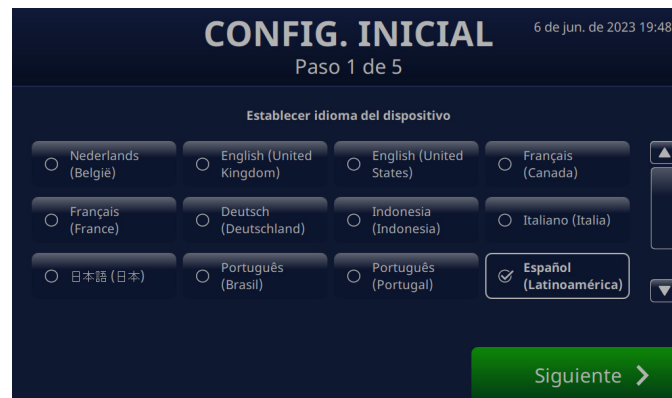 CONFIG. INICIAL
6 de jun. de 2023 19:48
Paso 1 de 5
Establecer idioma del dispositivo
Nederlands
(België)
English (United
Kingdom)
English (United
States)
Français
(Canada)
Français
(France)
Deutsch
(Deutschland)
Indonesia
(Indonesia)
Italiano (Italia)
日本語 (日本)
Português
(Brasil)
Português
(Portugal)
Español
(Latinoamérica)
Siguiente